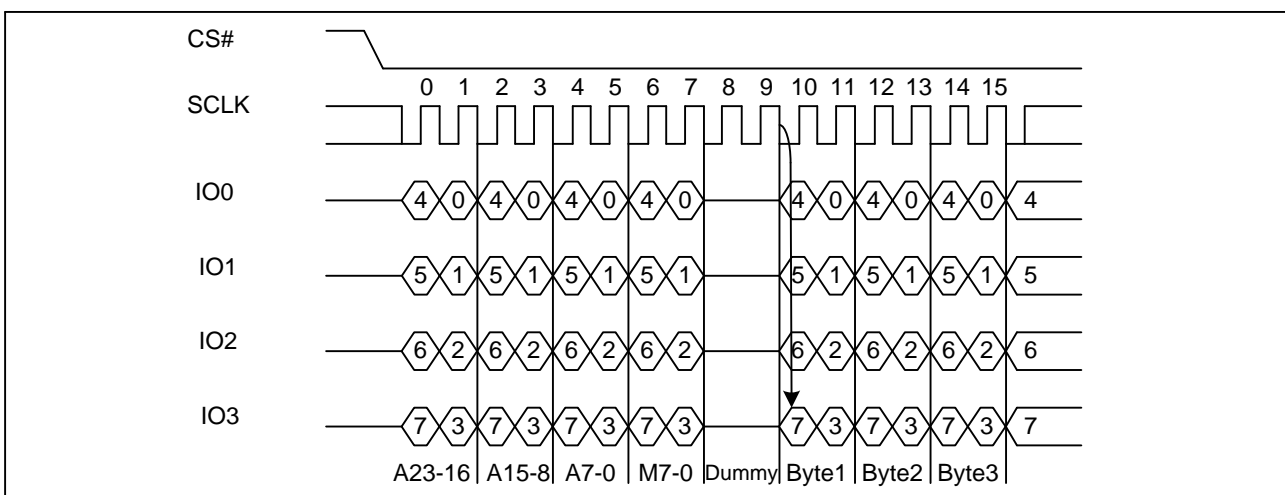 CS#
0 1 2 3 4 5 6 7 8 9 10 11 12 13 14 15
SCLK
IO0 4 0 4 0 4 0 4 0 4 0 4 0 4 0 4
IO1 5 1 5 1 5 1 5 1 5 1 5 1 5 1 5
IO2 6 2 6 2 6 2 6 2 6 2 6 2 6 2 6
IO3 7 3 7 3 7 3 7 3 7 3 7 3 7 3 7
A23-16 A15-8 A7-0 M7-0 Dummy Byte1 Byte2 Byte3